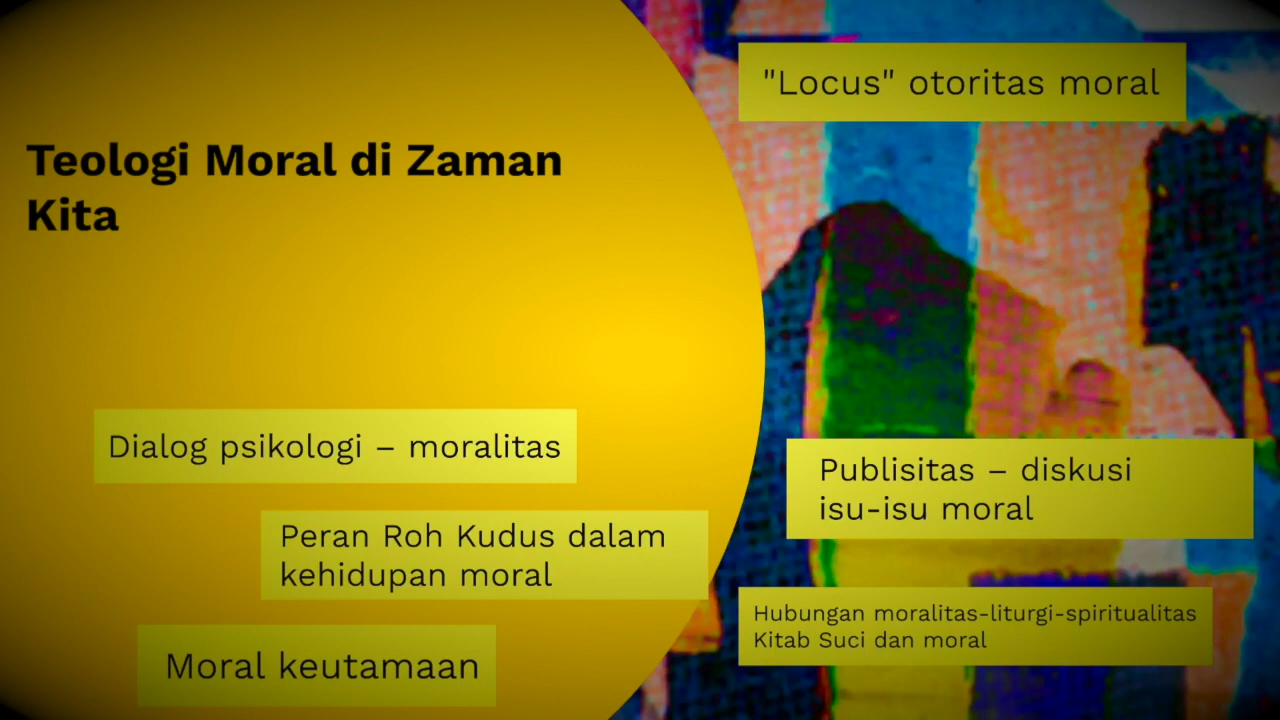 Teologi Moral di Zaman
Kita
"Locus" otoritas moral
Dialog psikologi – moralitas
Peran Roh Kudus dalam
kehidupan moral
Moral keutamaan
Publisitas – diskusi
isu-isu moral
Hubungan moralitas-liturgi-spiritualitas
Kitab Suci dan moral